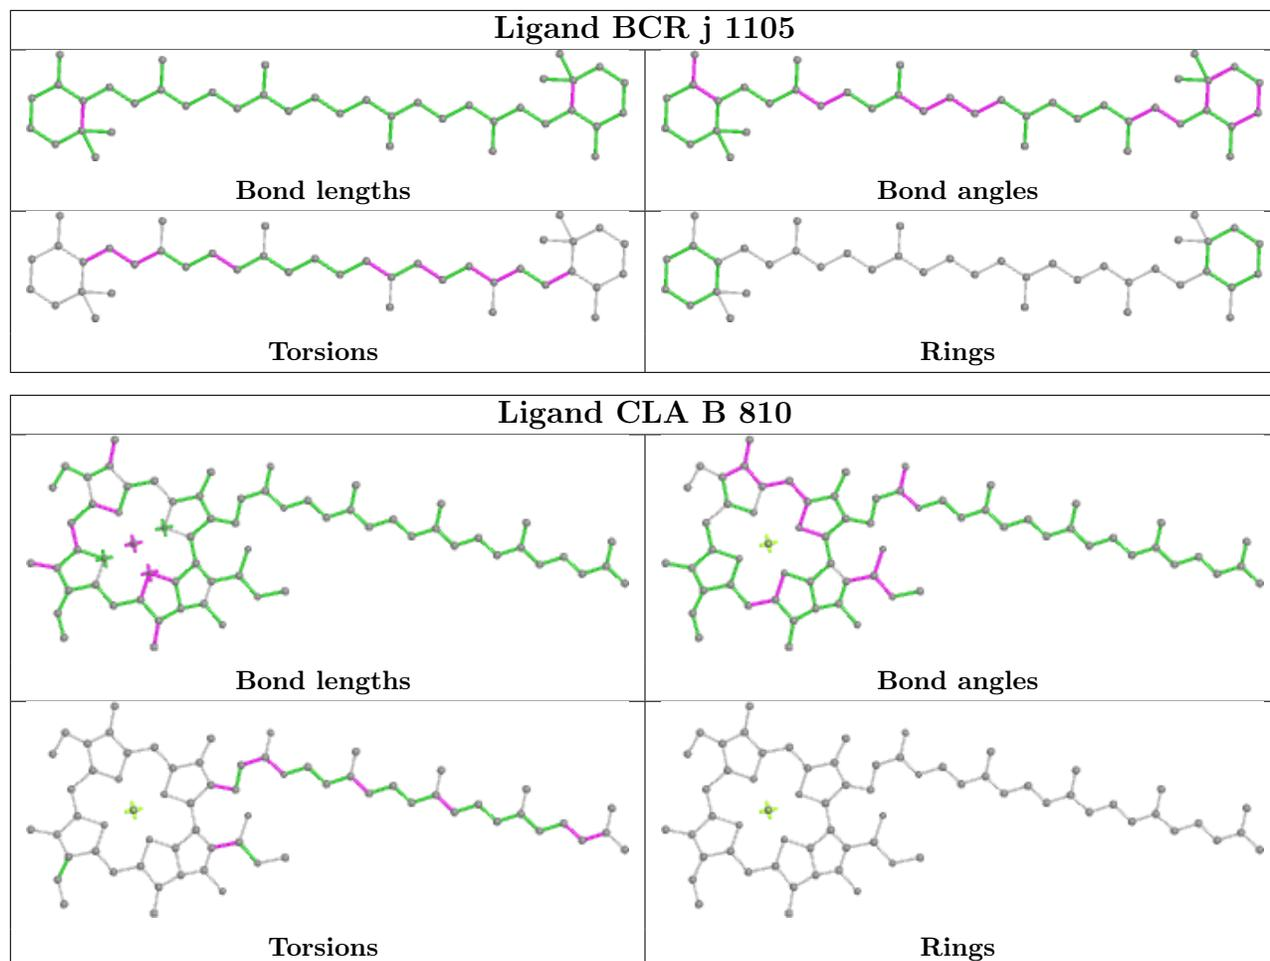 Ligand BCR j 1105
Bond lengths
Bond angles
Torsions
Rings
Ligand CLA B 810
Bond lengths
Bond angles
Torsions
Rings